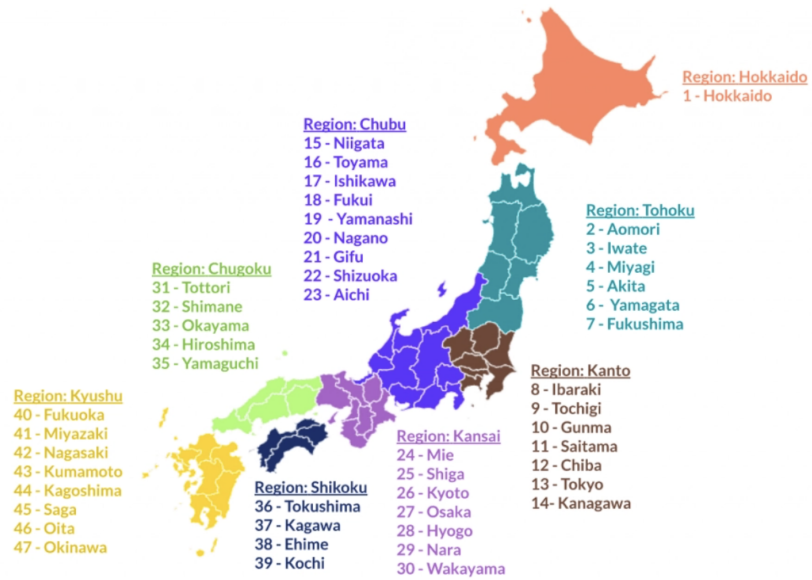 Region: Hokkaido
1 - Hokkaido
Region: Chubu
15 - Niigata
16 - Toyama
17 - Ishikawa
18 - Fukui
19 - Yamanashi
20 - Nagano
21 - Gifu
22 - Shizuoka
23 - Aichi
Region: Tohoku
2 - Aomori
3 - Iwate
4 - Miyagi
5 - Akita
6 - Yamagata
7 - Fukushima
Region: Chugoku
31 - Tottori
32 - Shimane
33 - Okayama
34 - Hiroshima
35 - Yamaguchi
Region: Kanto
8 - Ibaraki
9 - Tochigi
10 - Gunma
11 - Saitama
12 - Chiba
13 - Tokyo
14- Kanagawa
Region: Kyushu
40 - Fukuoka
41 - Miyazaki
42 - Nagasaki
43 - Kumamoto
44 - Kagoshima
45 - Saga
46 - Oita
47 - Okinawa
Region: Kansai
24 - Mie
25 - Shiga
26 - Kyoto
27 - Osaka
28 - Hyogo
29 - Nara
30 - Wakayama
Region: Shikoku
36 - Tokushima
37 - Kagawa
38 - Ehime
39 - Kochi